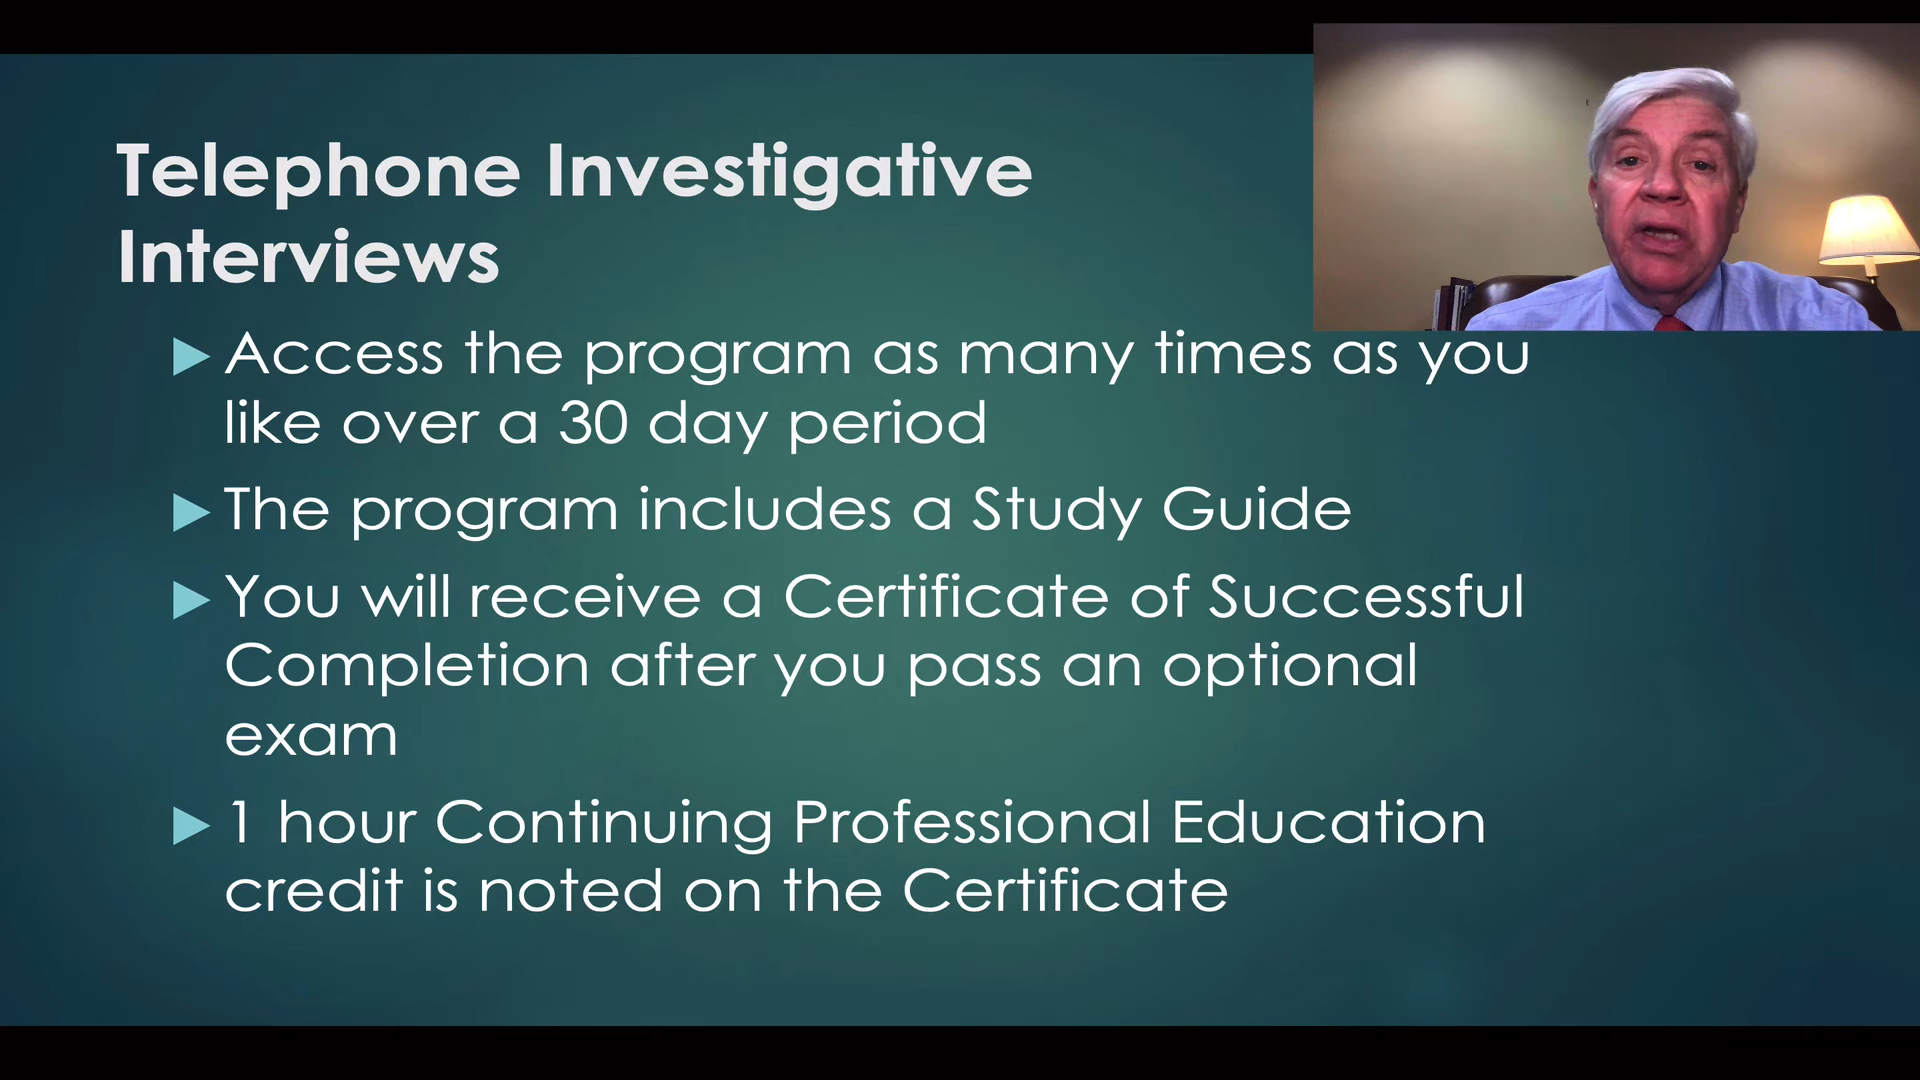 Telephone Investigative
Interviews
Access the program as many times as you
like over a 30 day period
The program includes a Study Guide
You will receive a Certificate of Successful
Completion after you pass an optional
exam
1 hour Continuing Professional Education
credit is noted on the Certificate